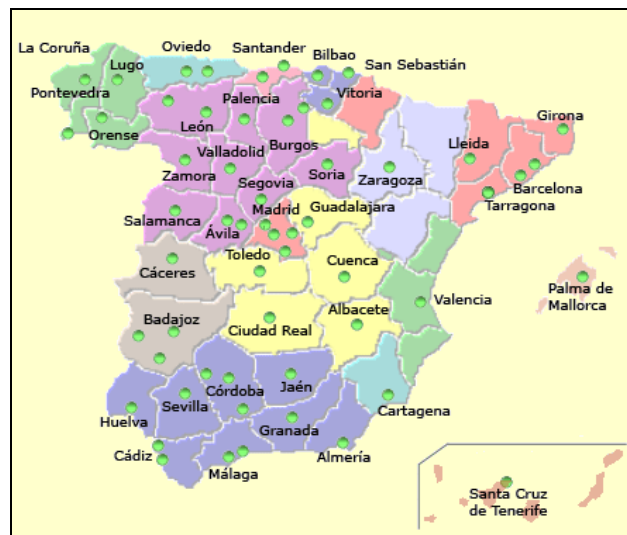 La Coruña
Lugo
Oviedo
Santander
Bilbao
San Sebastián
Pontevedra
Orense
León
Palencia
Vitoria
Burgos
Girona
Lleida
Zamora
Valladolid
Soria
Zaragoza
Barcelona
Tarragona
Segovia
Salamanca
Ávila
Madrid
Guadalajara
Toledo
Cáceres
Cuenca
Palma de
Mallorca
Valencia
Badajoz
Ciudad Real
Albacete
Huelva
Sevilla
Córdoba
Jaén
Cartagena
Granada
Cádiz
Málaga
Almería
Santa Cruz
de Tenerife